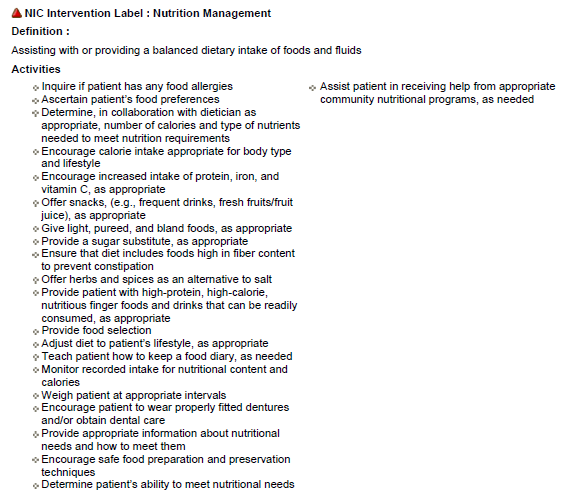 NIC Intervention Label : Nutrition Management
Definition :
Assisting with or providing a balanced dietary intake of foods and fluids
Activities
Inquire if patient has any food allergies
Ascertain patient's food preferences
Determine, in collaboration with dietician as
appropriate, number of calories and type of nutrients
needed to meet nutrition requirements
Encourage calorie intake appropriate for body type
and lifestyle
Encourage increased intake of protein, iron, and
vitamin C, as appropriate
Offer snacks, (e.g., frequent drinks, fresh fruits/fruit
juice), as appropriate
Give light, pureed, and bland foods, as appropriate
Provide a sugar substitute, as appropriate
Ensure that diet includes foods high in fiber content
to prevent constipation
Offer herbs and spices as an alternative to salt
Provide patient with high-protein, high-calorie,
nutritious finger foods and drinks that can be readily
consumed, as appropriate
Provide food selection
Adjust diet to patient's lifestyle, as appropriate
Teach patient how to keep a food diary, as needed
Monitor recorded intake for nutritional content and
calories
Weigh patient at appropriate intervals
Encourage patient to wear properly fitted dentures
and/or obtain dental care
Provide appropriate information about nutritional
needs and how to meet them
Encourage safe food preparation and preservation
techniques
Determine patient's ability to meet nutritional needs
Assist patient in receiving help from appropriate
community nutritional programs, as needed